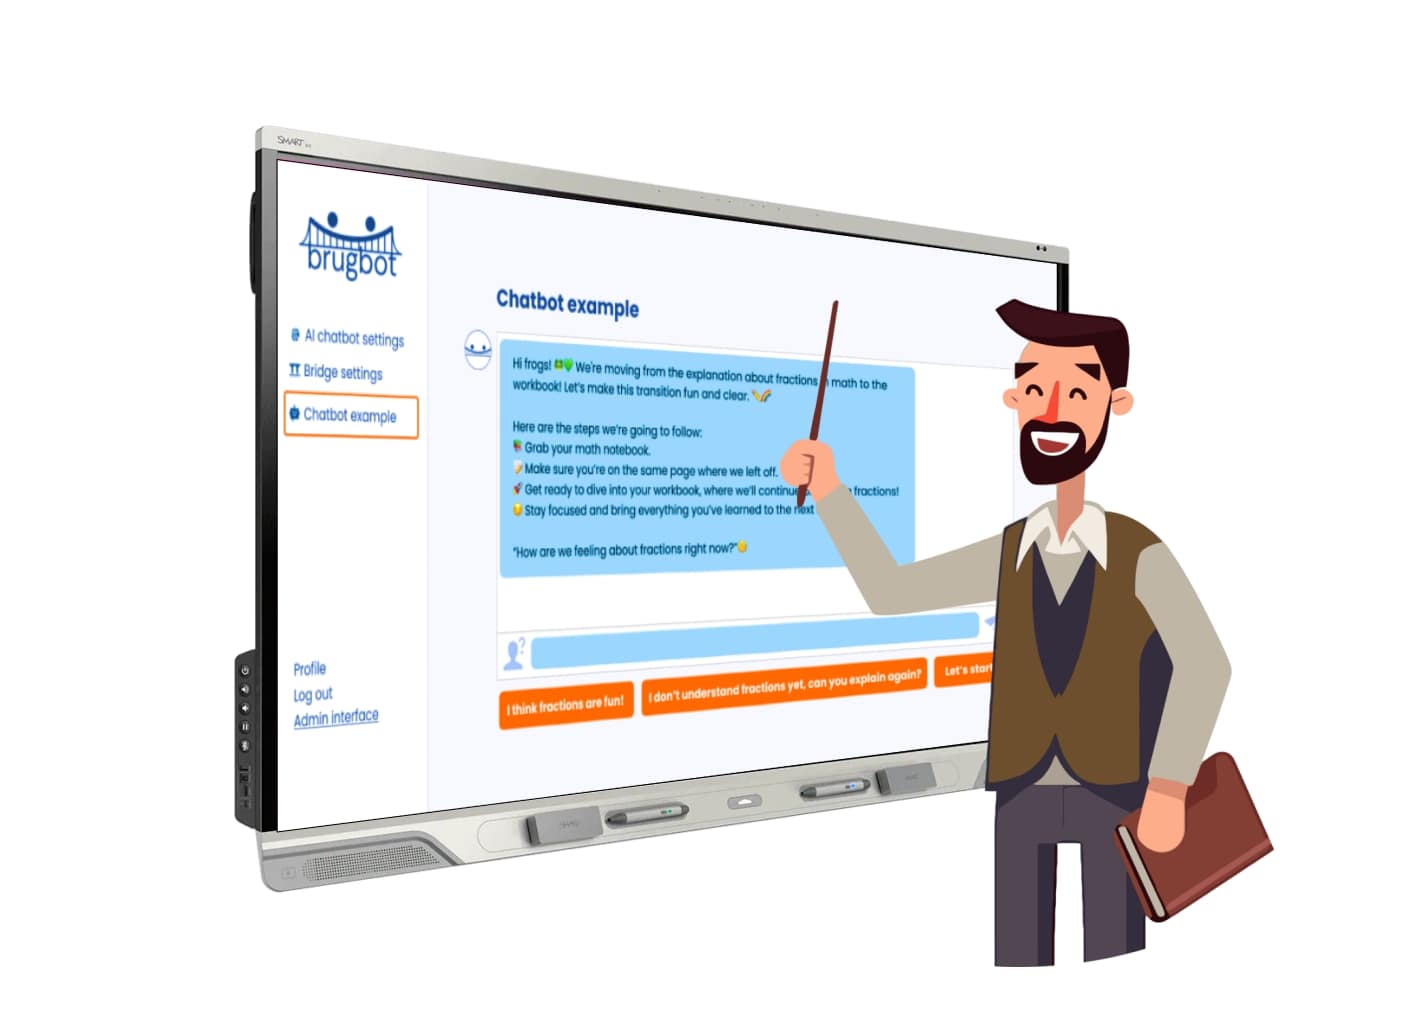 SMART
brugbot
AI chatbot settings
Bridge settings
Chatbot example
Profile
Log out
Admin interface
Chatbot example
Hi frogs! We're moving from the explanation about fractions math to the
workbook! Let's make this transition fun and clear.
Here are the steps we're going to follow:
Grab your math notebook.
Make sure you're on the same page where we left off.
Get ready to dive into your workbook, where we'll continue fractions!
Stay focused and bring everything you've learned to the next
"How are we feeling about fractions right now?"
I think fractions are fun!
I don't understand fractions yet, can you explain again?
Let's start
SMART